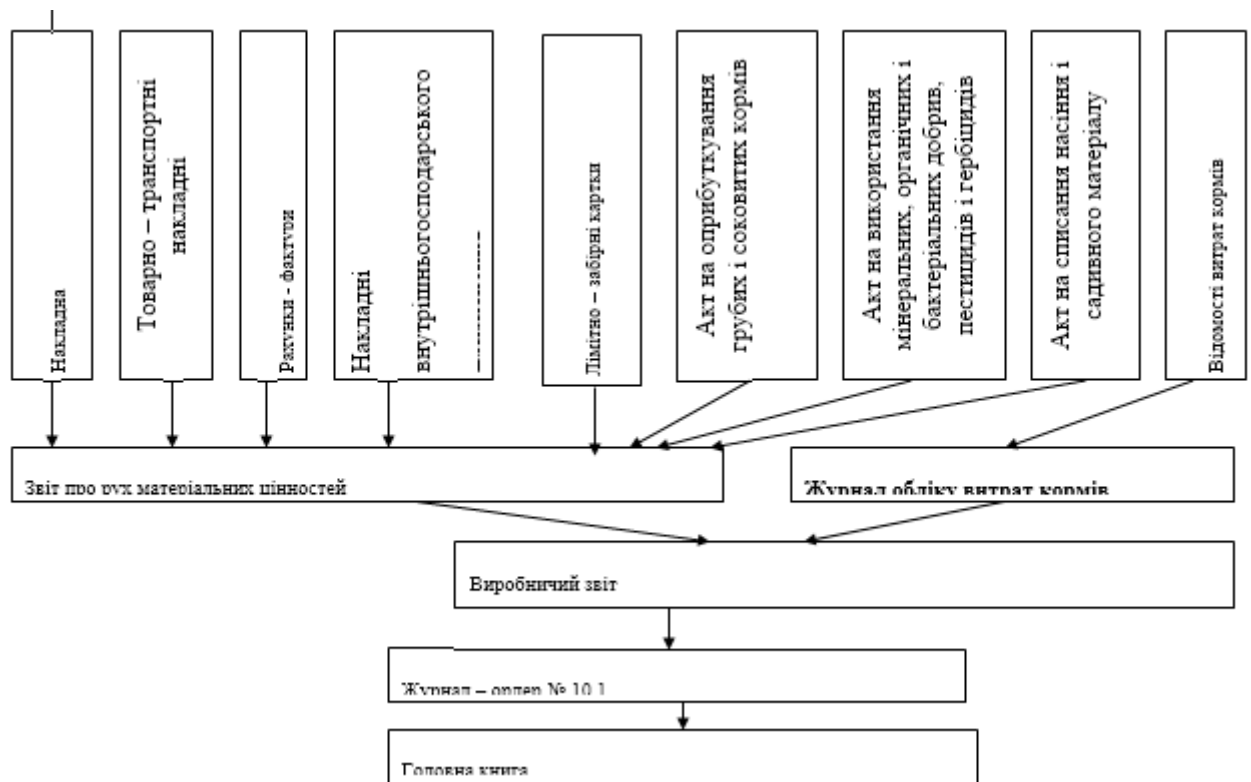 Накладна
Товарно – транспортні
накладні
Рахунки - фактури
Накладні
внутрішньогосподарського
Лімітно – забірні картки
Акт на оприбуткування
грубих і соковитих кормів
Акт на використання
мінеральних, органічних і
бактеріальних добрив,
пестицидів і гербіцидів
Акт на списання насіння і
садивного матеріалу
Відомості витрат кормів
Звіт про рух матеріальних цінностей
Журнал обліку витрат кормів
Виробничий звіт
Журнал – ордер № 10.1
Головна книга